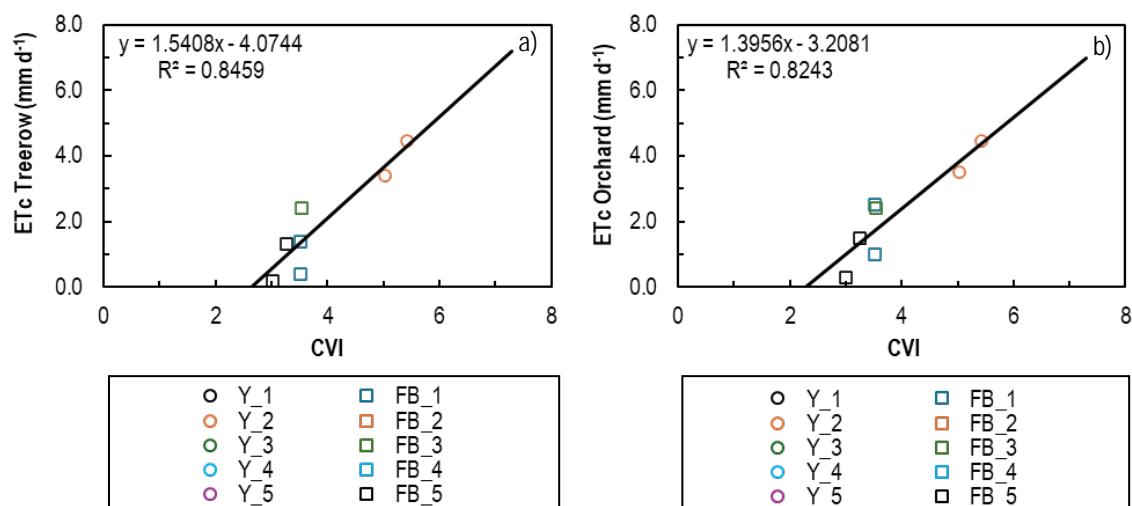 y = 1.5408x - 4.0744
R² = 0.8459
a)
8.0
6.0
4.0
2.0
0.0
ETc Treerow (mm d⁻¹)
0 2 4 6 8
CVI
Y_1 FB_1
Y_2 FB_2
Y_3 FB_3
Y_4 FB_4
Y_5 FB_5
y = 1.3956x - 3.2081
R² = 0.8243
b)
8.0
6.0
4.0
2.0
0.0
ETc Orchard (mm d⁻¹)
0 2 4 6 8
CVI
Y_1 FB_1
Y_2 FB_2
Y_3 FB_3
Y_4 FB_4
Y_5 FB_5